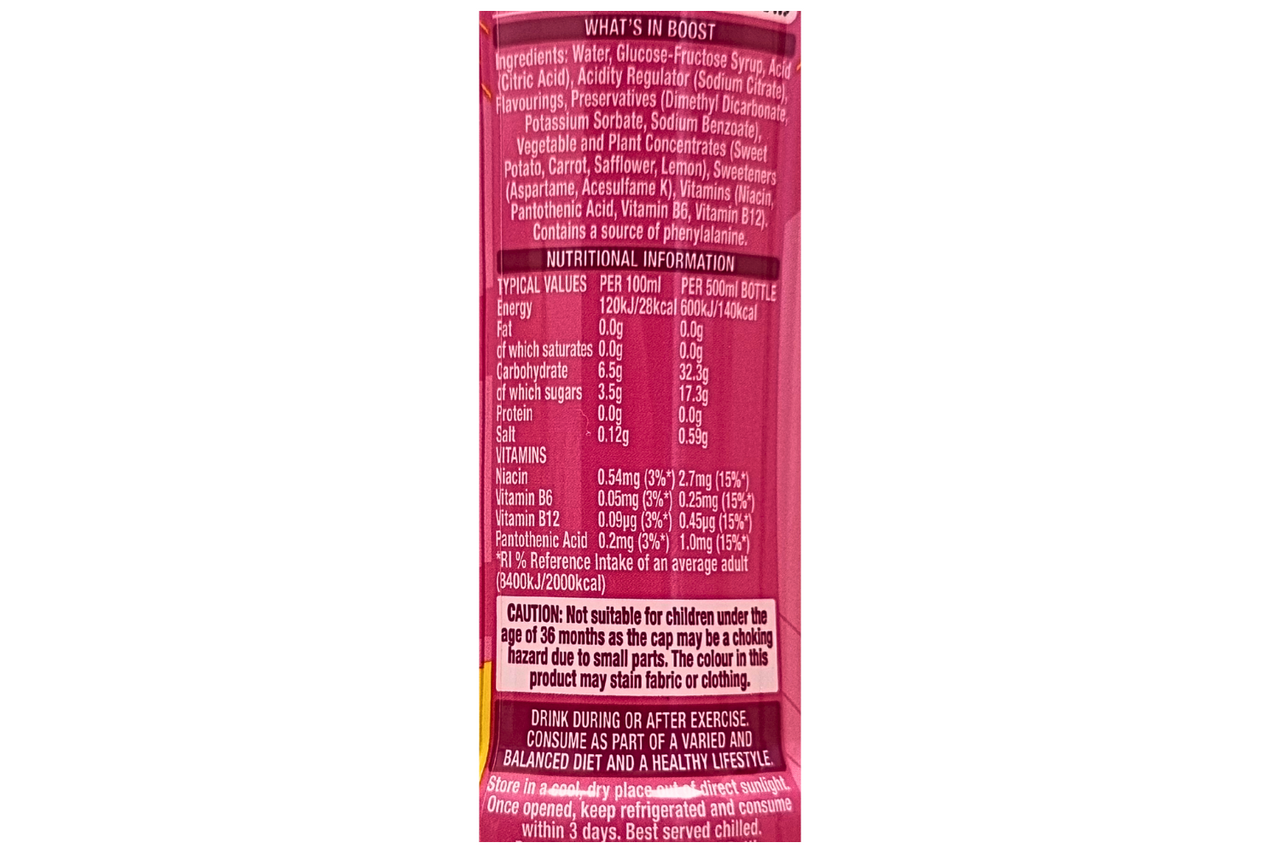 WHAT'S IN BOOST
Ingredients: Water, Glucose-Fructose Syrup, Acid
(Citric Acid), Acidity Regulator (Sodium Citrate),
Flavourings, Preservatives (Dimethyl Dicarbonate,
Potassium Sorbate, Sodium Benzoate),
Vegetable and Plant Concentrates (Sweet
Potato, Carrot, Safflower, Lemon), Sweeteners
(Aspartame, Acesulfame K), Vitamins (Niacin,
Pantothenic Acid, Vitamin B6, Vitamin B12).
Contains a source of phenylalanine.
NUTRITIONAL INFORMATION
TYPICAL VALUES PER 100ml PER 500ml BOTTLE
Energy 120kJ/28kcal 600kJ/140kcal
Fat 0.0g 0.0g
of which saturates 0.0g 0.0g
Carbohydrate 6.5g 32.3g
of which sugars 3.5g 17.3g
Protein 0.0g 0.0g
Salt 0.12g 0.59g
VITAMINS
Niacin 0.54mg (3%*) 2.7mg (15%*)
Vitamin B6 0.05mg (3%*) 0.25mg (15%*)
Vitamin B12 0.09µg (3%*) 0.45µg (15%*)
Pantothenic Acid 0.2mg (3%*) 1.0mg (15%*)
*RI % Reference Intake of an average adult
(8400kJ/2000kcal)
CAUTION: Not suitable for children under the
age of 36 months as the cap may be a choking
hazard due to small parts. The colour in this
product may stain fabric or clothing.
DRINK DURING OR AFTER EXERCISE.
CONSUME AS PART OF A VARIED AND
BALANCED DIET AND A HEALTHY LIFESTYLE.
Store in a cool, dry place out of direct sunlight.
Once opened, keep refrigerated and consume
within 3 days. Best served chilled.